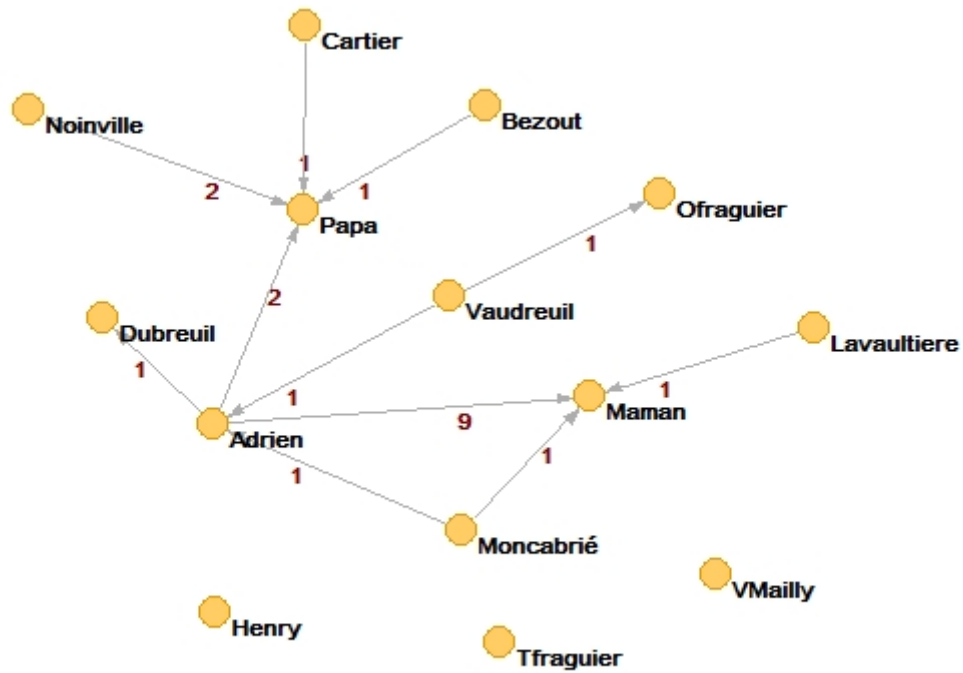 Cartier
Noinville
Bezout
1
2
1
Papa
Ofraguier
1
2
Vaudreuil
Dubreuil
Lavaultiere
1
1
1
Maman
9
Adrien
1
1
Moncabrié
VMailly
Henry
Tfraguier